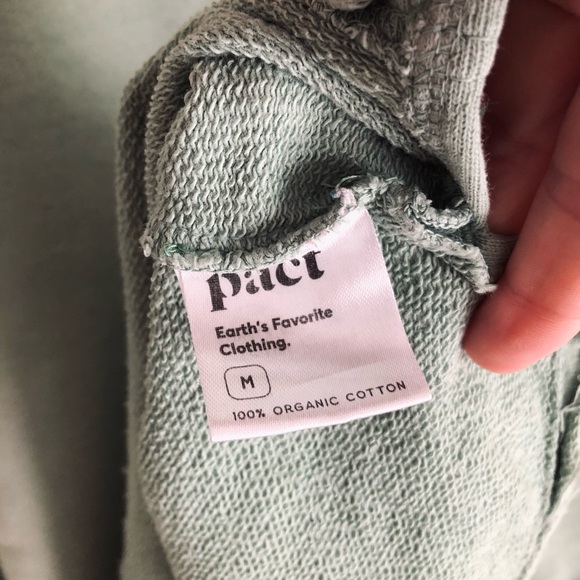 pact
Earth's Favorite
Clothing.
M
100% ORGANIC COTTON